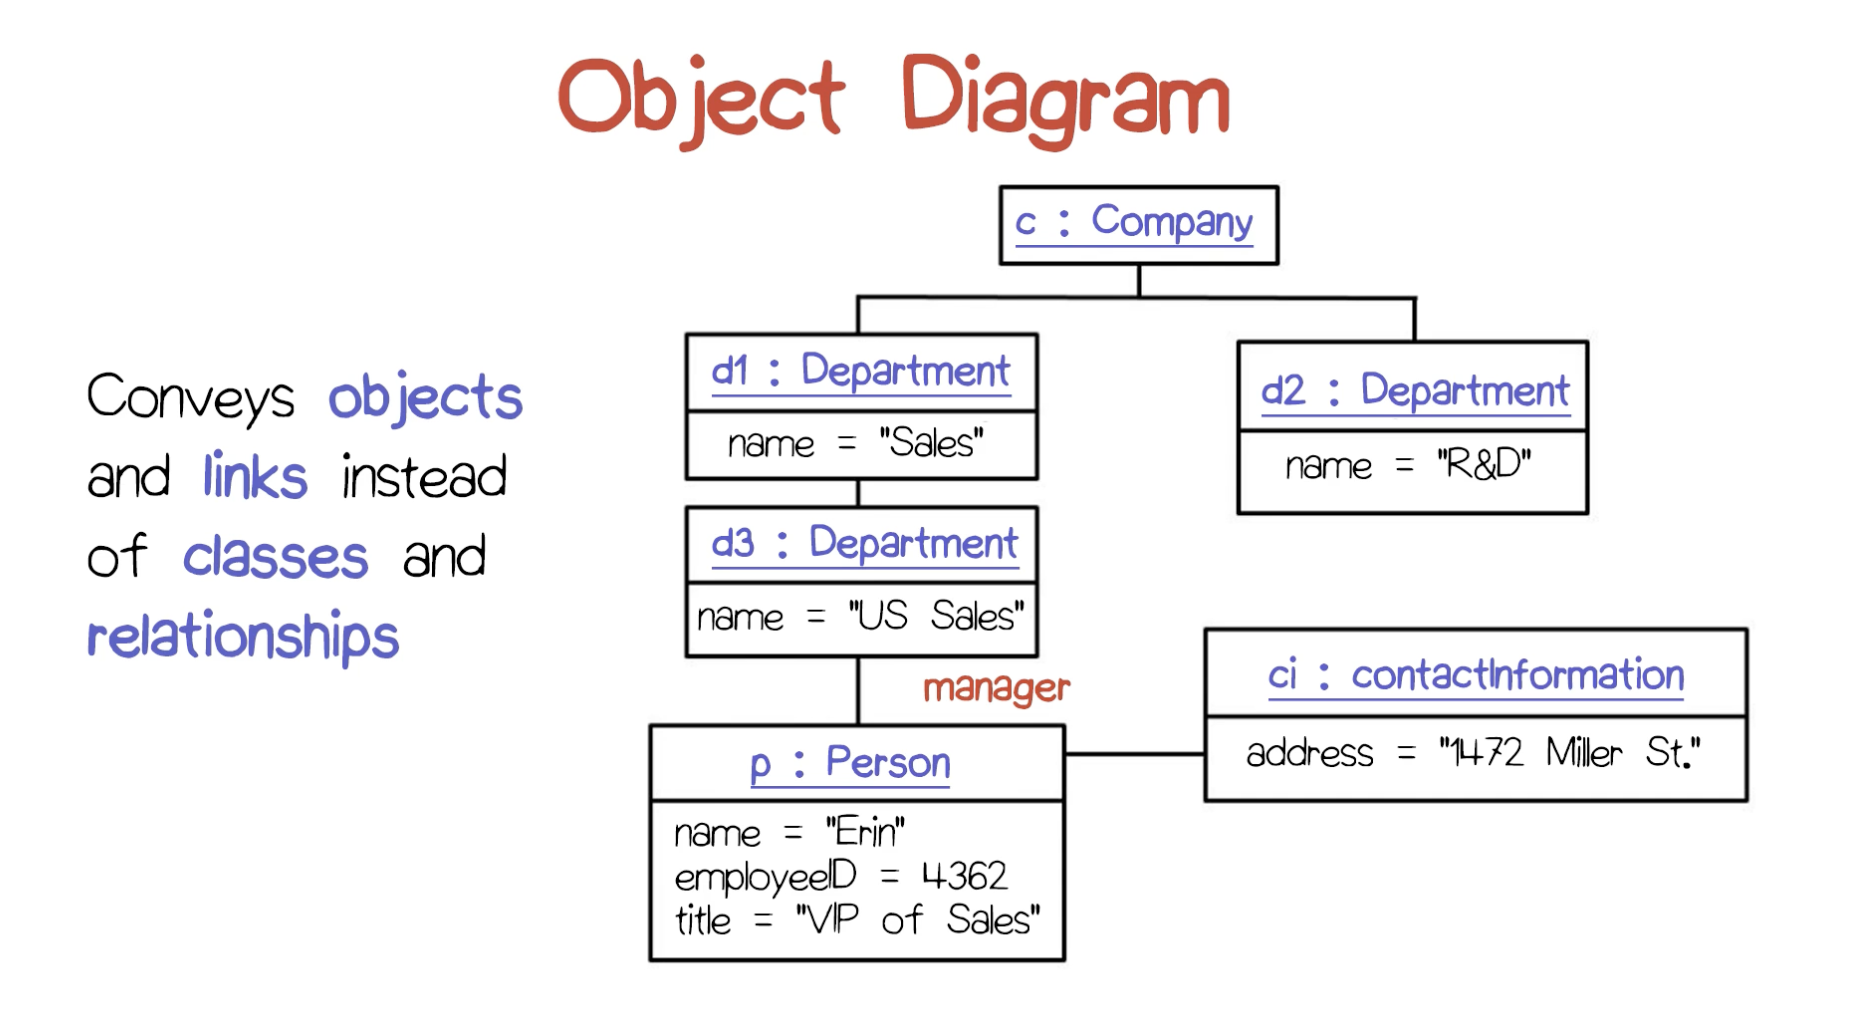 Object Diagram
c : Company
d1 : Department
name = "Sales"
d2 : Department
name = "R&D"
Conveys objects
and links instead
of classes and
relationships
d3 : Department
name = "US Sales"
manager
p : Person
name = "Erin"
employeeID = 4362
title = "VIP of Sales"
ci : contactInformation
address = "1472 Miller St."